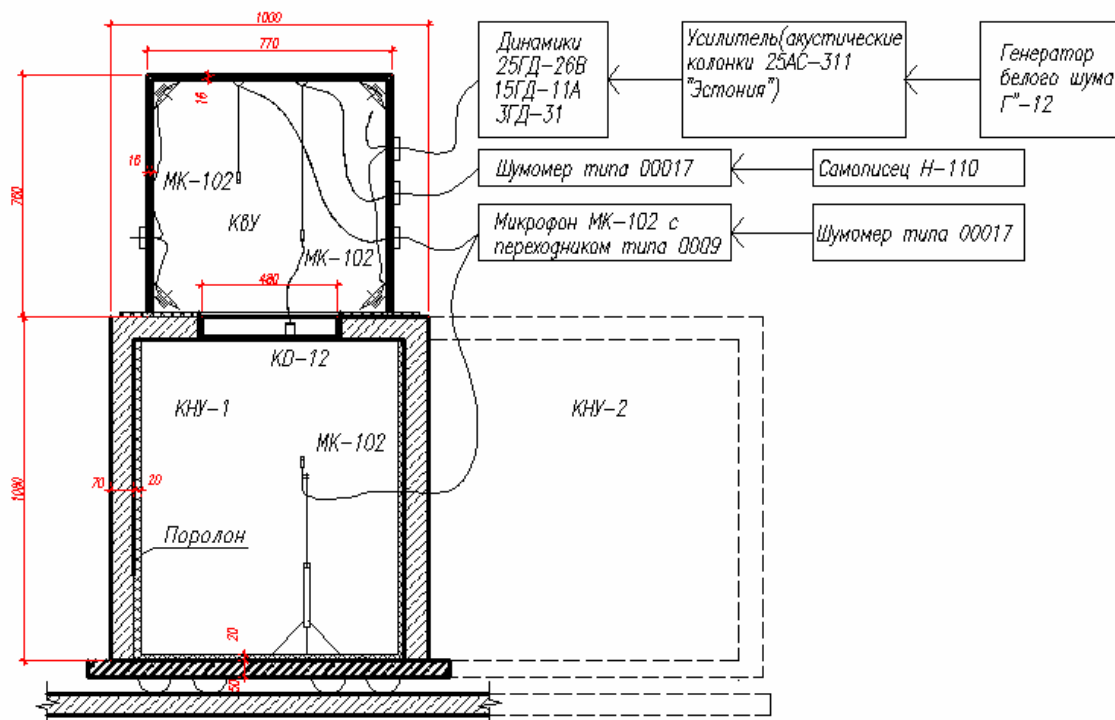 1000
770
Динамики
25ГД-26В
15ГД-11А
3ГД-31
Усилитель(акустические
колонки 25АС-311
"Эстония")
Генератор
белого шума
Г"-12
16
16
760
МК-102
КВУ
МК-102
480
Шумомер типа 00017
Самописец Н-110
Микрофон МК-102 с
переходником типа 0009
Шумомер типа 00017
KD-12
КНУ-1
КНУ-2
МК-102
70
20
1090
Поролон
20
50